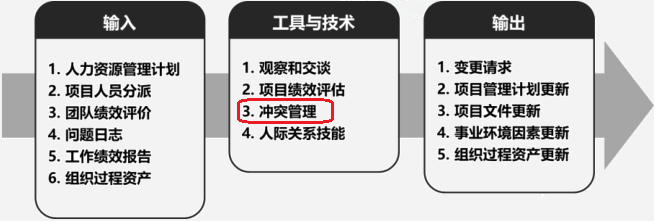 输入
1. 人力资源管理计划
2. 项目人员分派
3. 团队绩效评价
4. 问题日志
5. 工作绩效报告
6. 组织过程资产
工具与技术
1. 观察和交谈
2. 项目绩效评估
3. 冲突管理
4. 人际关系技能
输出
1. 变更请求
2. 项目管理计划更新
3. 项目文件更新
4. 事业环境因素更新
5. 组织过程资产更新